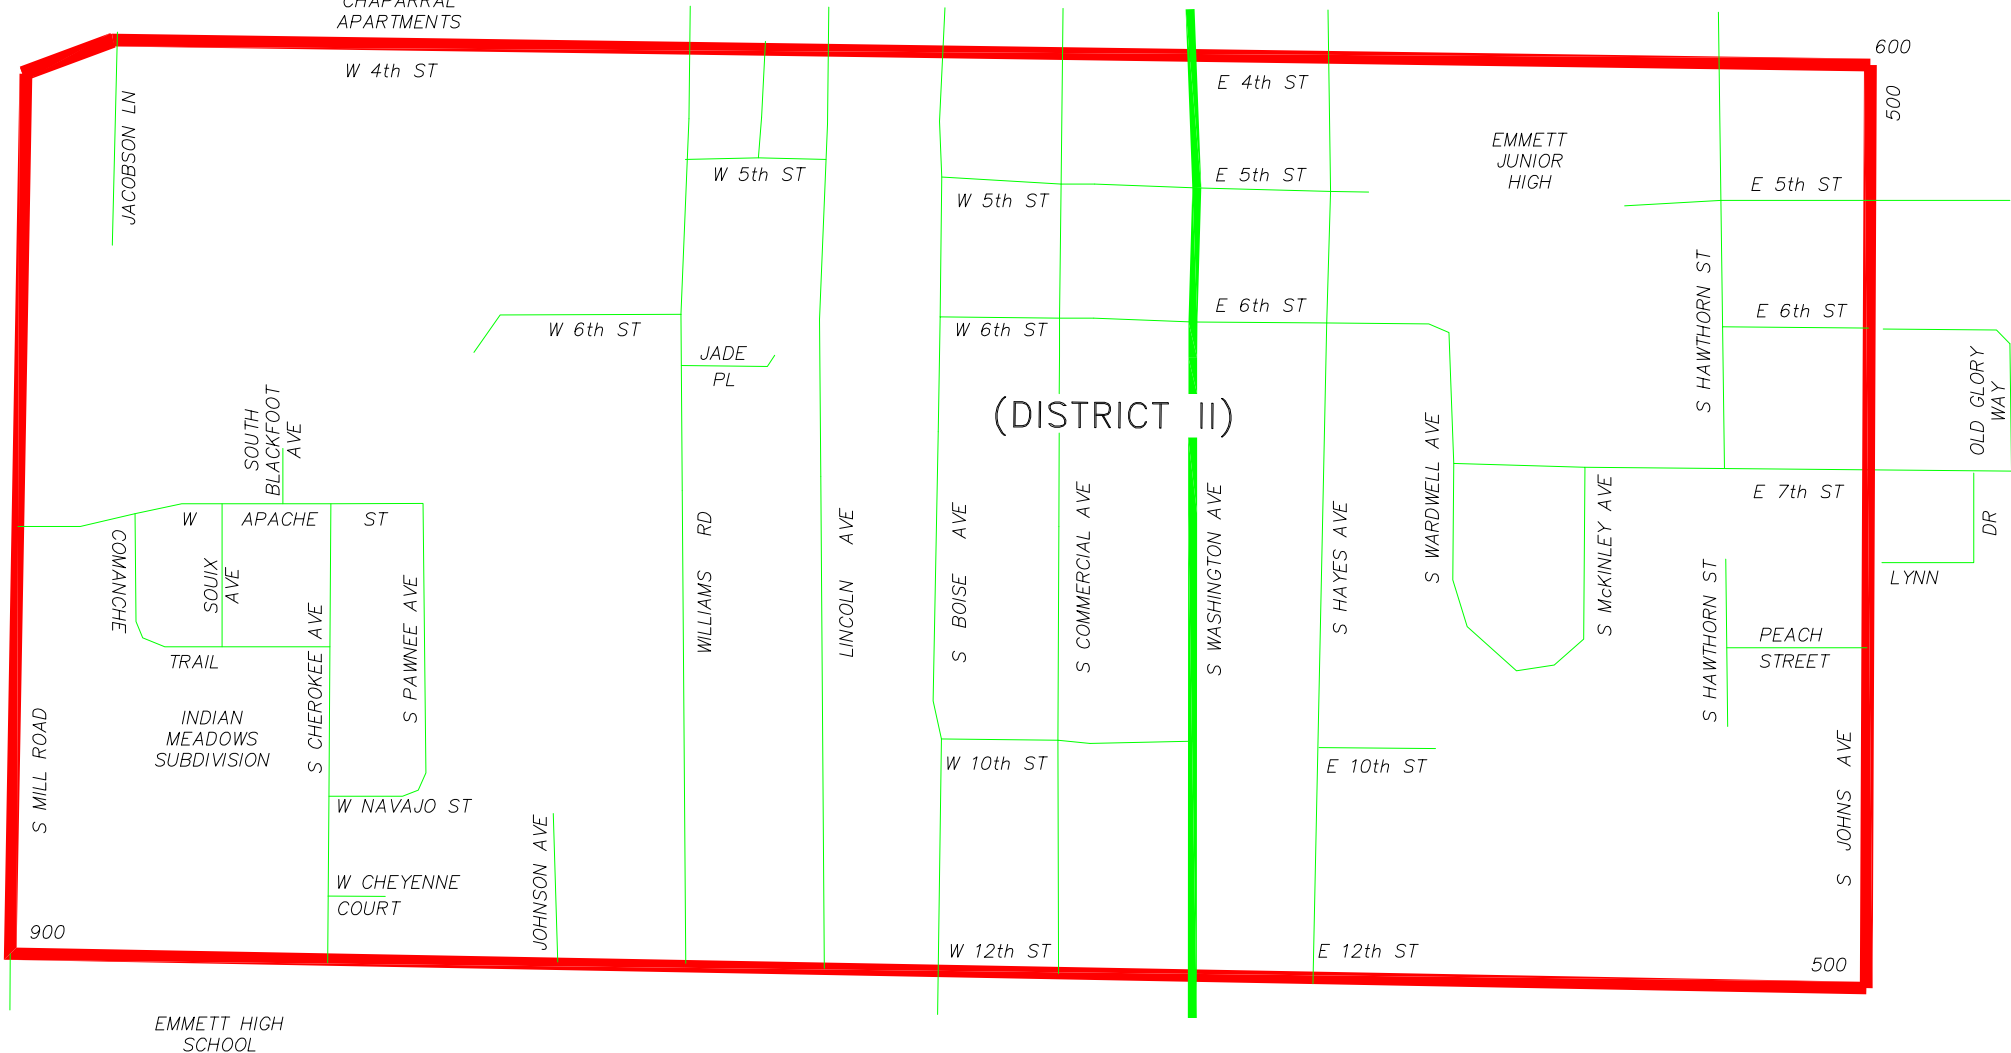 CHAPARRAL
APARTMENTS
W 4th ST
E 4th ST
600
500
JACOBSON LN
EMMETT
JUNIOR
HIGH
W 5th ST
W 5th ST
E 5th ST
E 5th ST
S HAWTHORN ST
W 6th ST
W 6th ST
E 6th ST
E 6th ST
JADE
PL
OLD GLORY
WAY
(DISTRICT II)
SOUTH
BLACKFOOT
AVE
W APACHE ST
COMANCHE
TRAIL
SOUIX
AVE
S CHEROKEE AVE
S PAWNEE AVE
WILLIAMS RD
LINCOLN AVE
S BOISE AVE
S COMMERCIAL AVE
S WASHINGTON AVE
S HAYES AVE
S WARDWELL AVE
S McKINLEY AVE
E 7th ST
LYNN
DR
S HAWTHORN ST
PEACH
STREET
INDIAN
MEADOWS
SUBDIVISION
S MILL ROAD
W NAVAJO ST
W 10th ST
E 10th ST
S JOHNS AVE
JOHNSON AVE
W CHEYENNE
COURT
900
W 12th ST
E 12th ST
500
EMMETT HIGH
SCHOOL